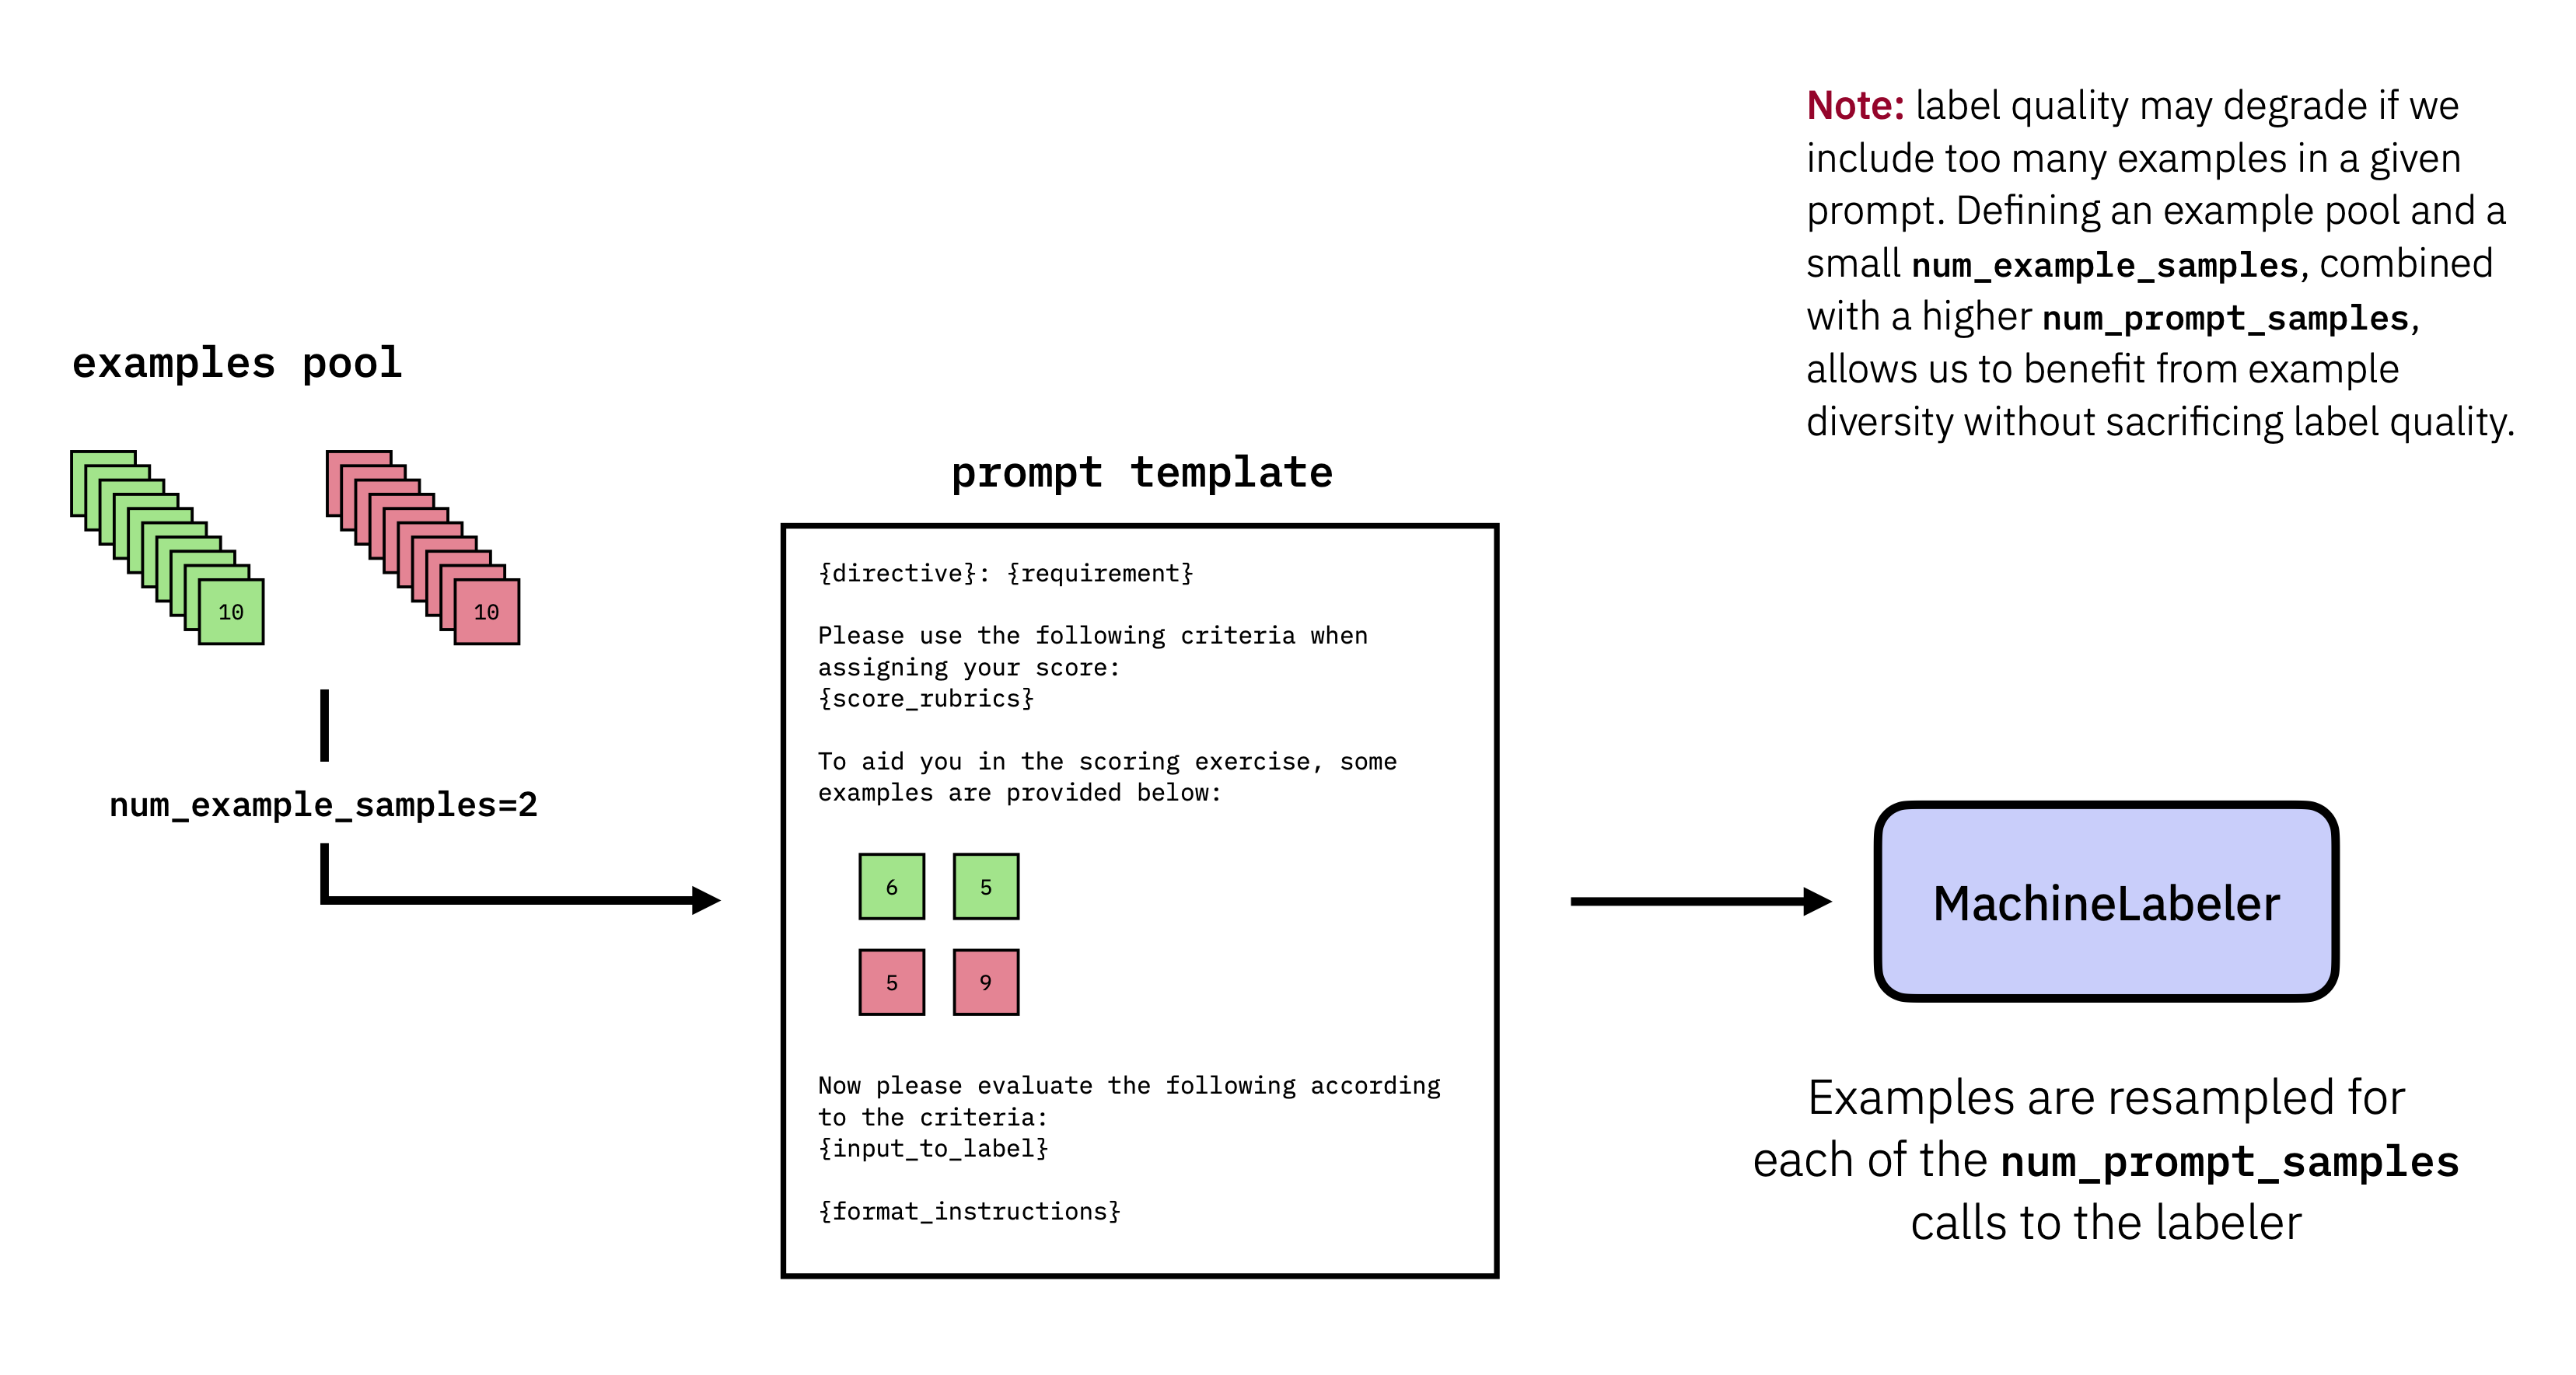 Note: label quality may degrade if we
include too many examples in a given
prompt. Defining an example pool and a
small num_example_samples, combined
with a higher num_prompt_samples,
allows us to benefit from example
diversity without sacrificing label quality.
examples pool
10
10
num_example_samples=2
prompt template
{directive}: {requirement}
Please use the following criteria when
assigning your score:
{score_rubrics}
To aid you in the scoring exercise, some
examples are provided below:
6 5
5 9
Now please evaluate the following according
to the criteria:
{input_to_label}
{format_instructions}
MachineLabeler
Examples are resampled for
each of the num_prompt_samples
calls to the labeler